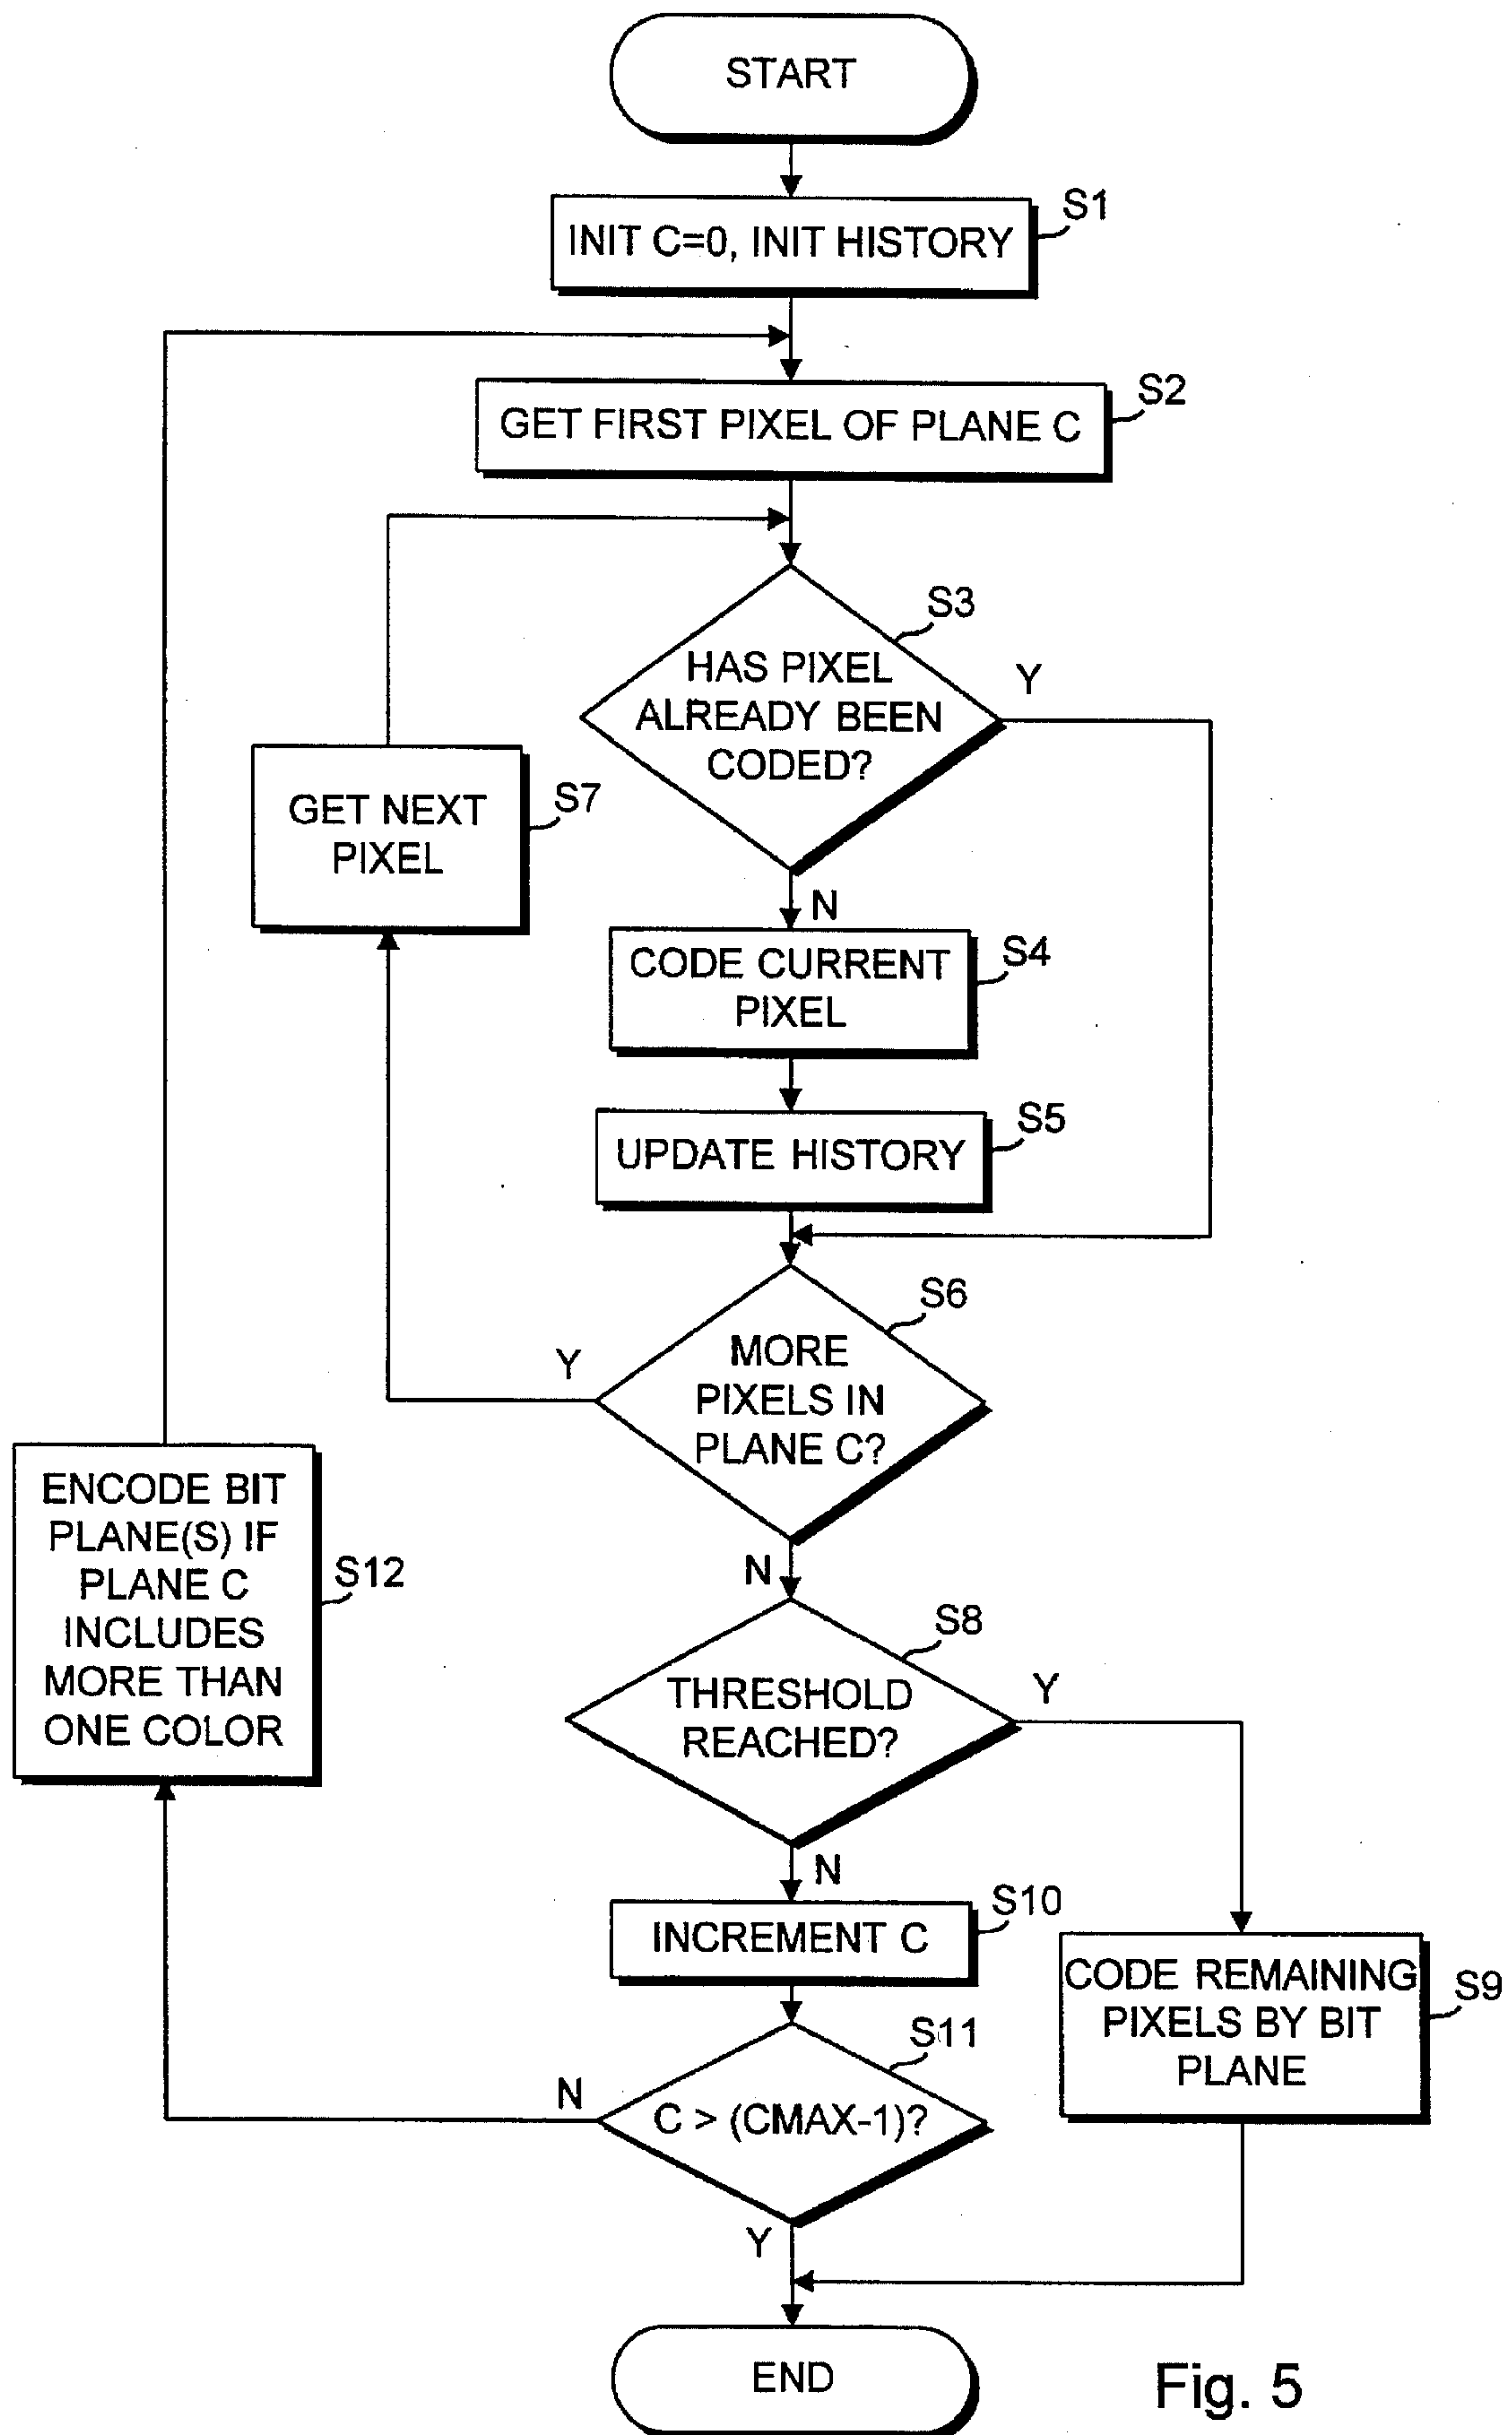 START
INIT C=0, INIT HISTORY
S1
GET FIRST PIXEL OF PLANE C
S2
HAS PIXEL
ALREADY BEEN
CODED?
S3
Y
N
GET NEXT
PIXEL
S7
CODE CURRENT
PIXEL
S4
UPDATE HISTORY
S5
MORE
PIXELS IN
PLANE C?
S6
Y
N
ENCODE BIT
PLANE(S) IF
PLANE C
INCLUDES
MORE THAN
ONE COLOR
S12
THRESHOLD
REACHED?
S8
Y
N
INCREMENT C
S10
CODE REMAINING
PIXELS BY BIT
PLANE
S9
C > (CMAX-1)?
S11
N
Y
END
Fig. 5